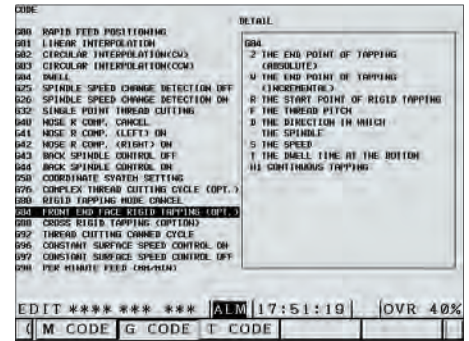 CODE
G00 RAPID FEED POSITIONING
G01 LINEAR INTERPOLATION
G02 CIRCULAR INTERPOLATION(CW)
G03 CIRCULAR INTERPOLATION(CCW)
G04 DWELL
G25 SPINDLE SPEED CHANGE DETECTION OFF
G26 SPINDLE SPEED CHANGE DETECTION ON
G32 SINGLE POINT THREAD CUTTING
G40 NOSE R COMP. CANCEL
G41 NOSE R COMP. (LEFT) ON
G42 NOSE R COMP. (RIGHT) ON
G43 BACK SPINDLE CONTROL OFF
G44 BACK SPINDLE CONTROL ON
G50 COORDINATE SYATEM SETTING
G76 COMPLEX THREAD CUTTING CYCLE (OPT.)
G80 RIGID TAPPING MODE CANCEL
G84 FRONT END FACE RIGID TAPPING (OPT.)
G88 CROSS RIGID TAPPING (OPTION)
G92 THREAD CUTTING CANNED CYCLE
G96 CONSTANT SURFACE SPEED CONTROL ON
G97 CONSTANT SURFACE SPEED CONTROL OFF
G98 PER MINUTE FEED (MM/MIN)
DETAIL
G84
Z THE END POINT OF TAPPING
(ABSOLUTE)
W THE END POINT OF TAPPING
(INCREMENTAL)
R THE START POINT OF RIGID TAPPING
F THE THREAD PITCH
D THE DIRECTION IN WHICH
THE SPINDLE
S THE SPEED
T THE DWELL TIME AT THE BOTTOM
H1 CONTINUOUS TAPPING
EDIT **** *** *** ALM 17:51:19 OVR 40%
( M CODE G CODE T CODE